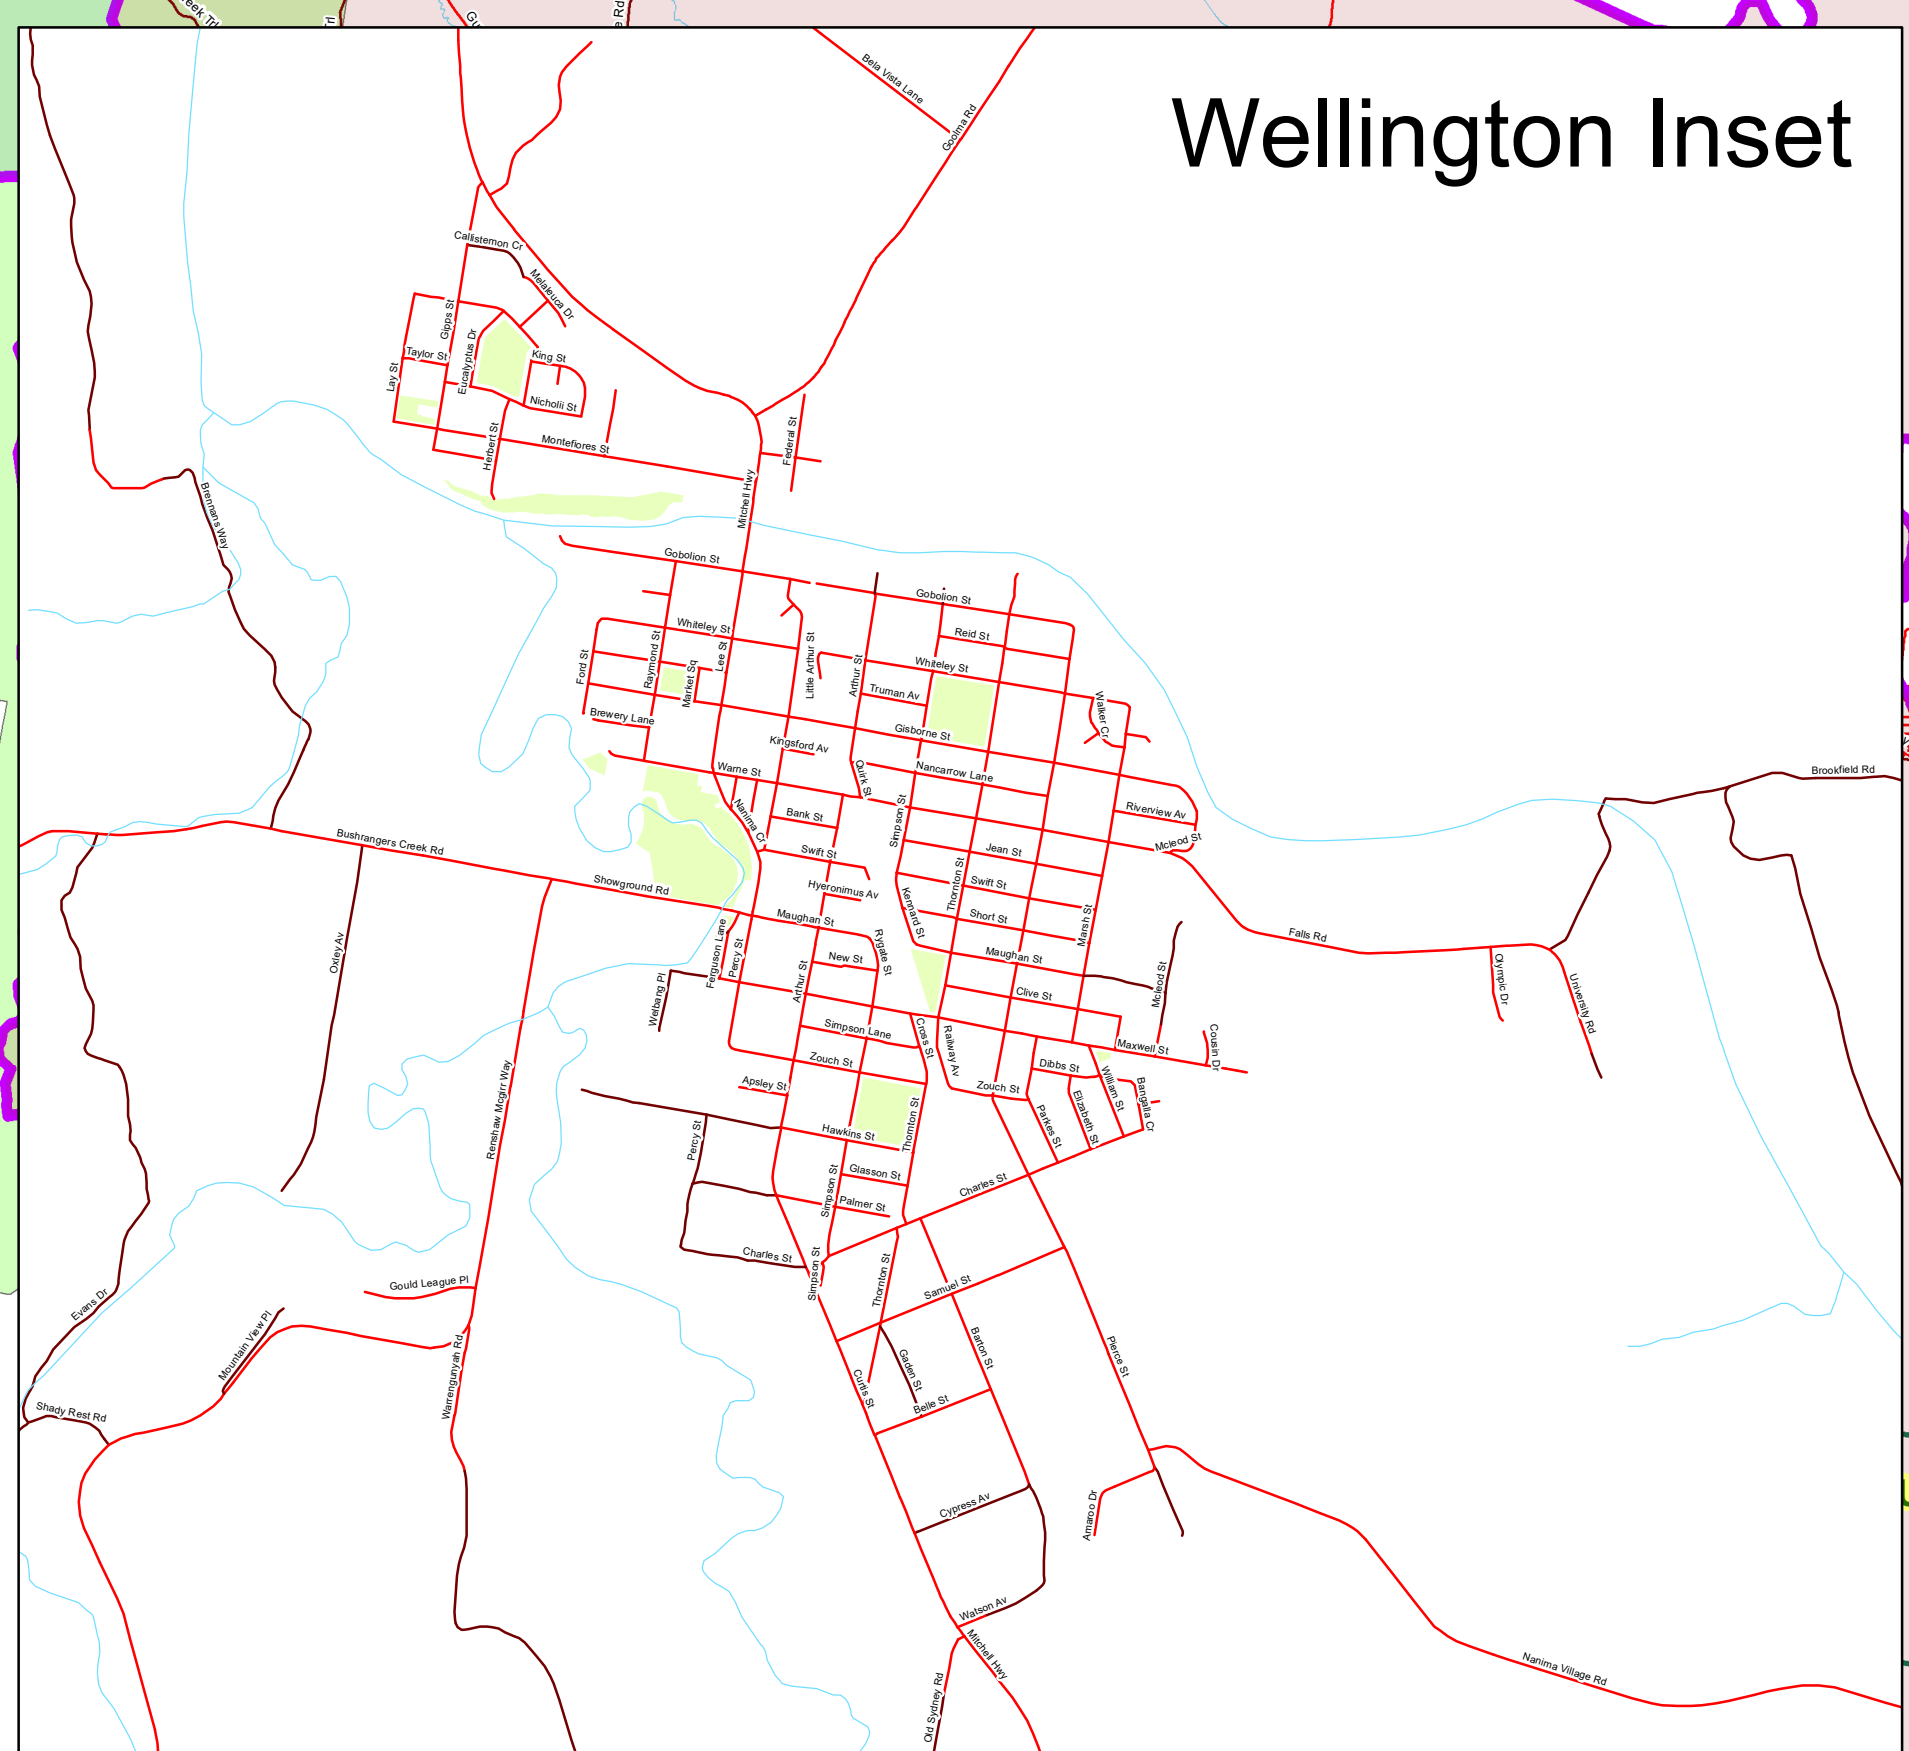 Wellington Inset
Bela Vista Lane
Goolma Rd
Callistemon Cr
Melaleuca Dr
Gipps St
Eucalyptus Dr
Taylor St
King St
Lay St
Nicholii St
Herbert St
Montefiores St
Federal St
Mitchell Hwy
Brennans Way
Gobolion St
Gobolion St
Whiteley St
Reid St
Raymond St
Lee St
Little Arthur St
Arthur St
Whiteley St
Ford St
Market Sq
Truman Av
Walker Cr
Brewery Lane
Gisborne St
Kingsford Av
Warne St
Quirk St
Nancarrow Lane
Brookfield Rd
Nanima Cr
Bank St
Simpson St
Riverview Av
Mcleod St
Bushrangers Creek Rd
Swift St
Jean St
Showground Rd
Hyeronimus Av
Thornton St
Swift St
Kennard St
Short St
Maughan St
Marsh St
Falls Rd
Oxley Av
Ferguson Lane
Percy St
New St
Rygate St
Maughan St
Arthur St
Welbang Pl
Mcleod St
Olympic Dr
University Rd
Clive St
Simpson Lane
Cross St
Railway Av
Maxwell St
Cousin Dr
Zouch St
Dibbs St
Renshaw Mcgirr Way
Apsley St
Zouch St
William St
Bangalla Cr
Elizabeth St
Parkes St
Percy St
Hawkins St
Thornton St
Glasson St
Simpson St
Palmer St
Charles St
Charles St
Simpson St
Thornton St
Samuel St
Gould League Pl
Evans Dr
Mountain View Pl
Warrengunyah Rd
Barton St
Pierce St
Gaden St
Curtis St
Belle St
Shady Rest Rd
Cypress Av
Amaroo Dr
Watson Av
Mitchell Hwy
Old Sydney Rd
Nanima Village Rd